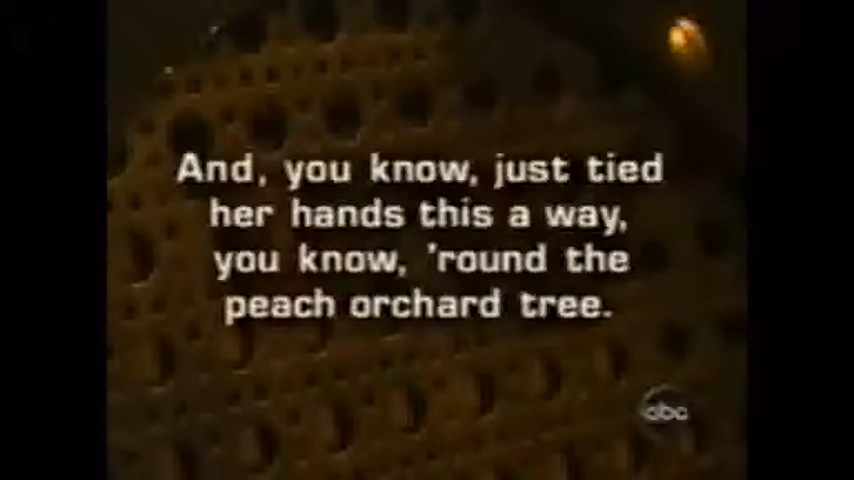 And, you know, just tied
her hands this a way,
you know, 'round the
peach orchard tree.
abc